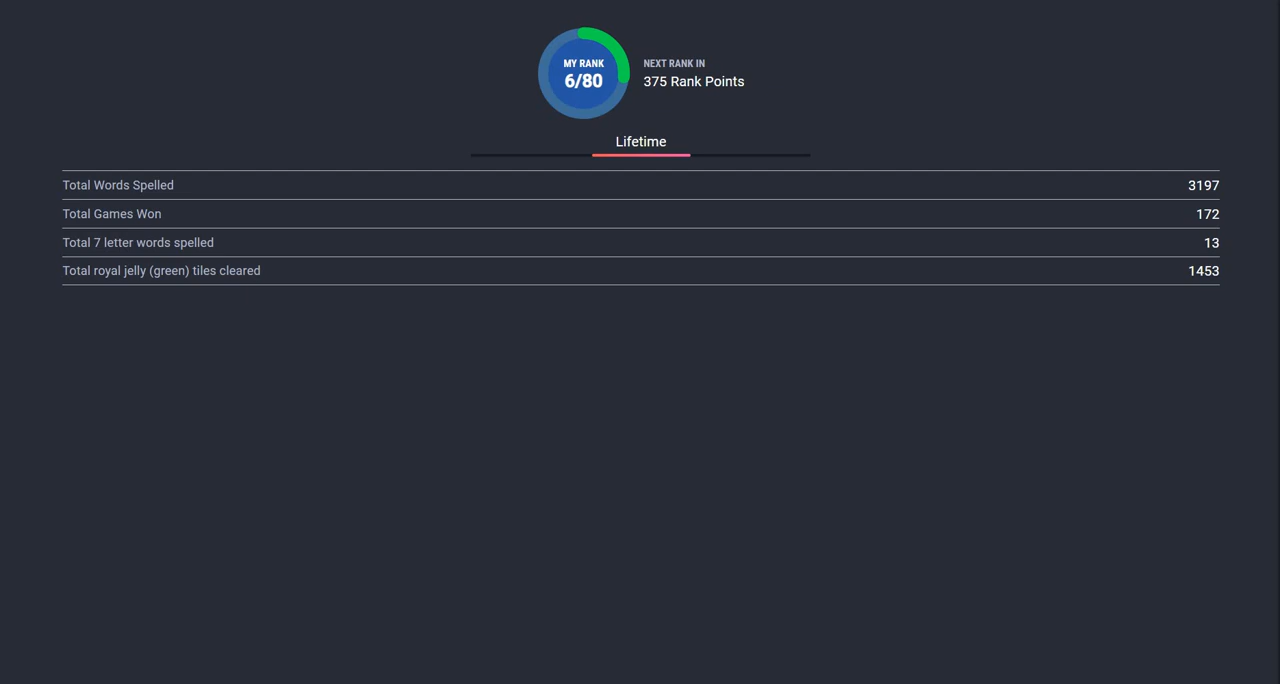 MY RANK
6/80
NEXT RANK IN
375 Rank Points
Lifetime
Total Words Spelled 3197
Total Games Won 172
Total 7 letter words spelled 13
Total royal jelly (green) tiles cleared 1453